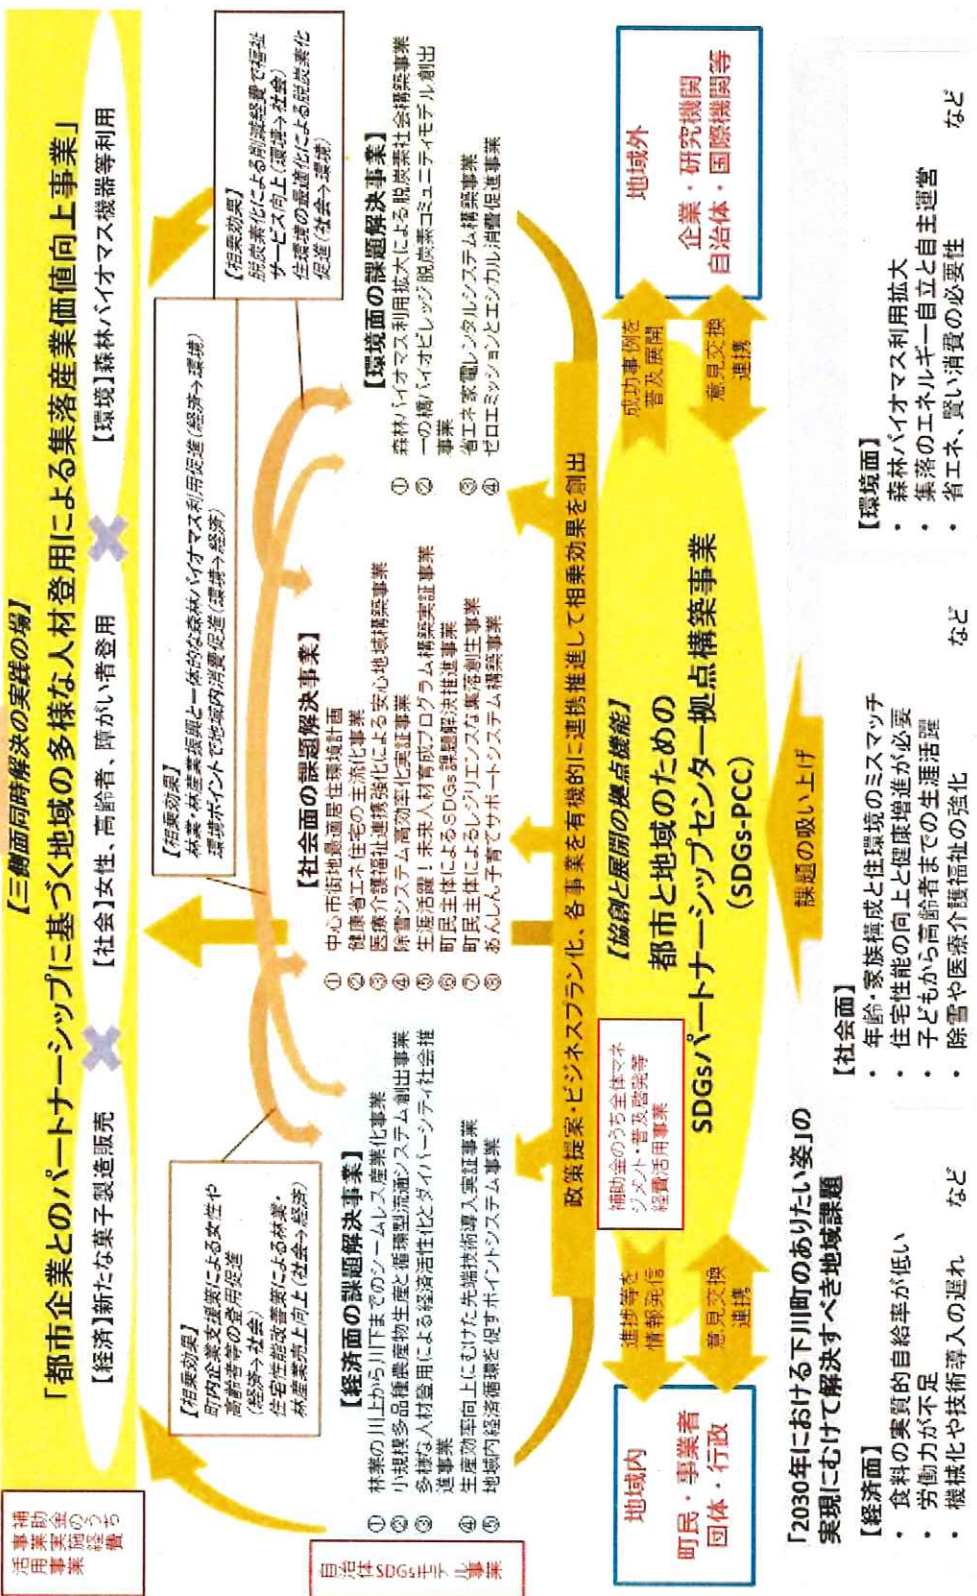 補助金のうち
事業実施経費
活用事業
【三側面同時解決の実践の場】
「都市企業とのパートナーシップに基づく地域の多様な人材登用による集落産業価値向上事業」
【経済】新たな菓子製造販売
【社会】女性、高齢者、障がい者登用
【環境】森林バイオマス機器等利用
自治体SDGsモデル事業
【相乗効果】
町内企業支援策による女性や
高齢者等の登用促進
(経済→社会)
住宅性能改善策による林業・
林産業売上向上(社会→経済)
【相乗効果】
林業・林産業振興と一体的な森林バイオマス利用促進(経済→環境)
環境ポイントで地域内消費促進(環境→経済)
【相乗効果】
脱炭素化による削減経費で福祉
サービス向上(環境→社会)
住環境の最適化による脱炭素化
促進(社会→環境)
【経済面の課題解決事業】
① 林業の川上から川下までのシームレス産業化事業
② 小規模多品種農産物生産と循環型流通システム創出事業
③ 多様な人材登用による経済活性化とダイバーシティ社会推
進事業
④ 生産効率向上にむけた先端技術導入実証事業
⑤ 地域内経済循環を促すポイントシステム事業
【社会面の課題解決事業】
① 中心市街地最適居住環境計画
② 健康省エネ住宅の主流化事業
③ 医療介護福祉連携強化による安心地域構築事業
④ 除雪システム高効率化実証事業
⑤ 生涯活躍!未来人材育成プログラム構築実証事業
⑥ 町民主体によるSDGs課題解決推進事業
⑦ 町民主体によるレジリエンスな集落創生事業
⑧ あんしん子育てサポートシステム構築事業
【環境面の課題解決事業】
① 森林バイオマス利用拡大による脱炭素社会構築事業
② 一の橋バイオビレッジ脱炭素コミュニティモデル創出
事業
③ 省エネ家電レンタルシステム構築事業
④ ゼロエミッションとエシカル消費促進事業
政策提案・ビジネスプラン化、各事業を有機的に連携推進して相乗効果を創出
地域内
町民・事業者
団体・行政
進捗等を
情報発信
意見交換
連携
補助金のうち全体マネ
ジメント・普及啓発等
経費活用事業
【協創と展開の拠点機能】
都市と地域のための
SDGsパートナーシップセンター拠点構築事業
(SDGs-PCC)
成功事例を
普及展開
意見交換
連携
地域外
企業・研究機関
自治体・国際機関等
課題の吸い上げ
「2030年における下川町のありたい姿」の
実現にむけて解決すべき地域課題
【経済面】
• 食料の実質的自給率が低い
• 労働力が不足
• 機械化や技術導入の遅れ など
【社会面】
• 年齢・家族構成と住環境のミスマッチ
• 住宅性能の向上と健康増進が必要
• 子どもから高齢者までの生涯活躍
• 除雪や医療介護福祉の強化 など
【環境面】
• 森林バイオマス利用拡大
• 集落のエネルギー自立と自主運営
• 省エネ、賢い消費の必要性 など